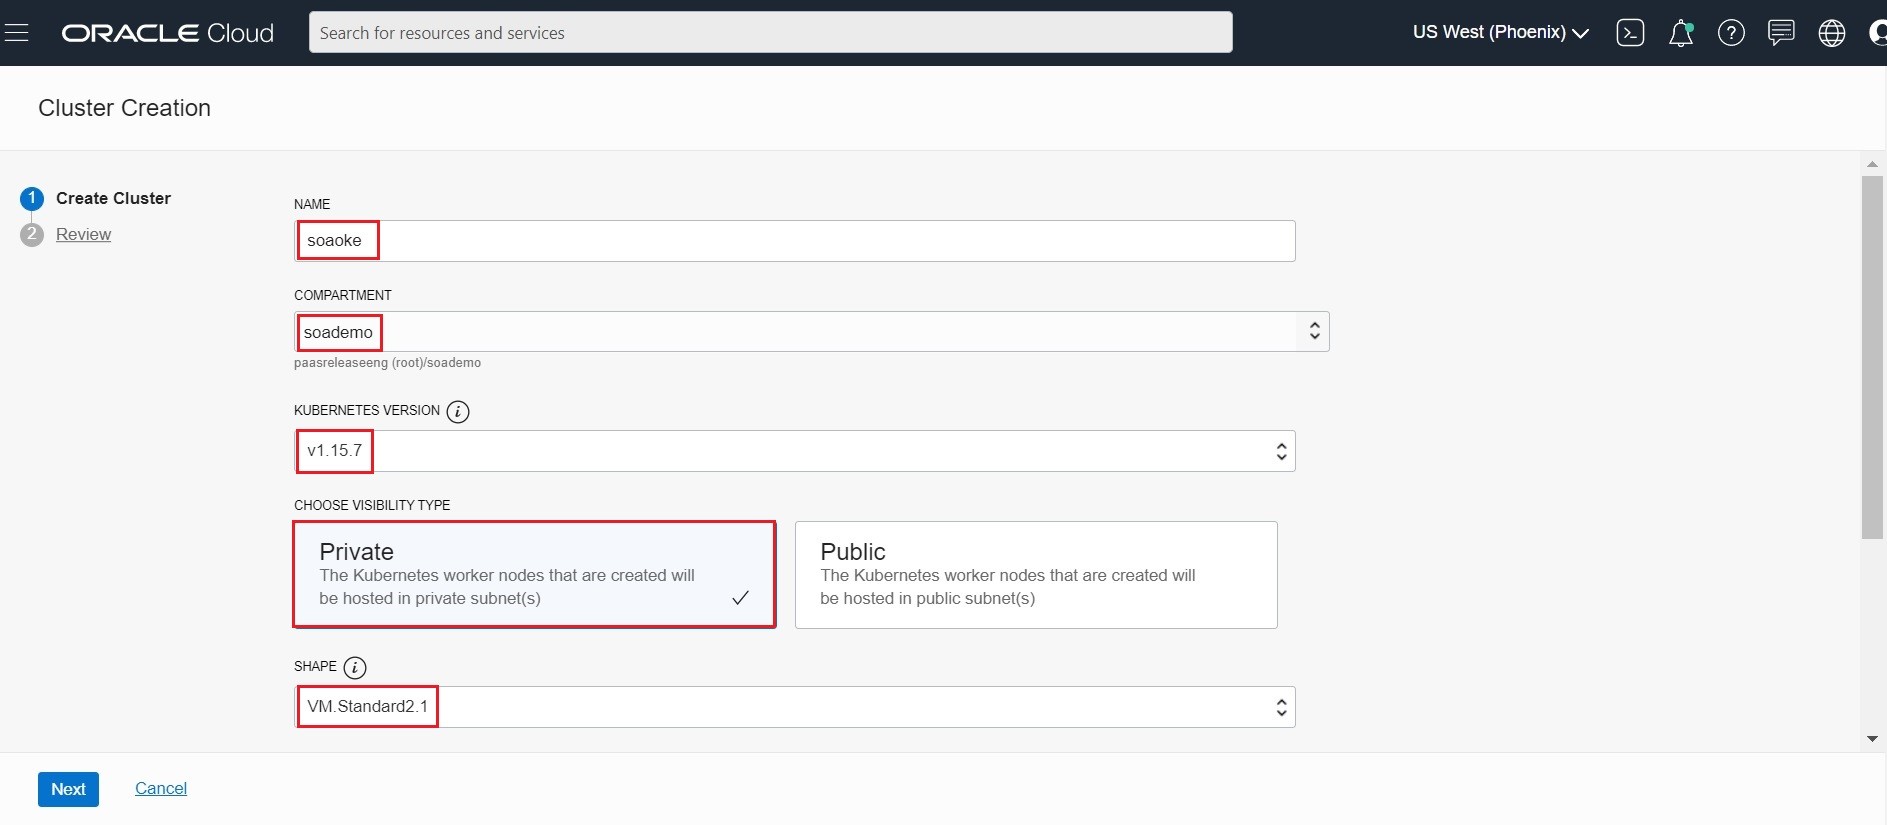 ORACLE Cloud
Search for resources and services
US West (Phoenix)
Cluster Creation
1 Create Cluster
2 Review
NAME
soaoke
COMPARTMENT
soademo
paasreleaseeng (root)/soademo
KUBERNETES VERSION i
v1.15.7
CHOOSE VISIBILITY TYPE
Private
The Kubernetes worker nodes that are created will
be hosted in private subnet(s)
Public
The Kubernetes worker nodes that are created will
be hosted in public subnet(s)
SHAPE i
VM.Standard2.1
Next
Cancel